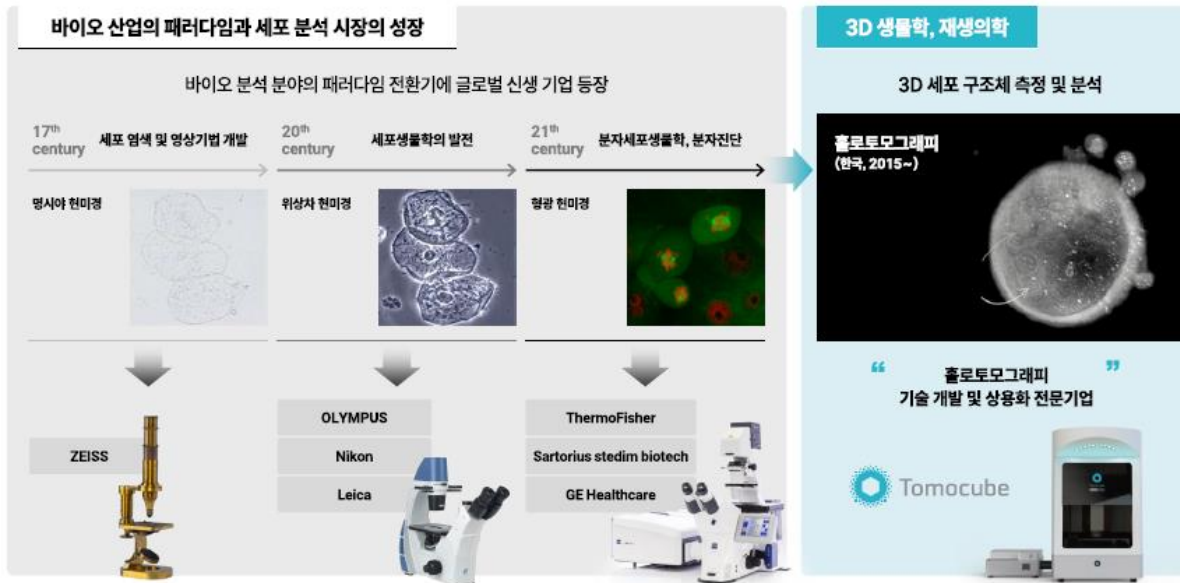 바이오 산업의 패러다임과 세포 분석 시장의 성장
바이오 분석 분야의 패러다임 전환기에 글로벌 신생 기업 등장
17th century
세포 염색 및 영상기법 개발
20th century
세포생물학의 발전
21th century
분자세포생물학, 분자진단
명시야 현미경
위상차 현미경
형광 현미경
ZEISS
OLYMPUS
Nikon
Leica
ThermoFisher
Sartorius stedim biotech
GE Healthcare
3D 생물학, 재생의학
3D 세포 구조체 측정 및 분석
홀로토모그래피
(한국, 2015~)
“ 홀로토모그래피 ”
기술 개발 및 상용화 전문기업
Tomocube